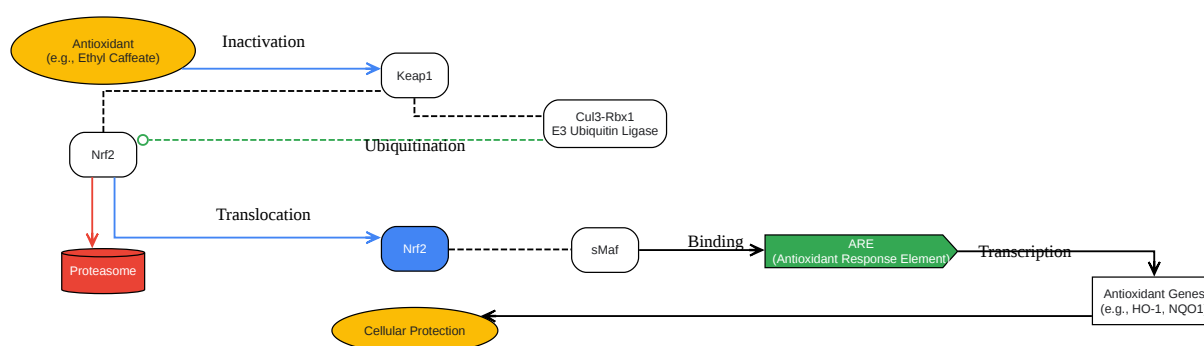 Antioxidant
(e.g., Ethyl Caffeate)
Inactivation
Keap1
Cul3-Rbx1
E3 Ubiquitin Ligase
Ubiquitination
Nrf2
Translocation
Proteasome
Nrf2
sMaf
Binding
ARE
(Antioxidant Response Element)
Transcription
Antioxidant Genes
(e.g., HO-1, NQO1
Cellular Protection